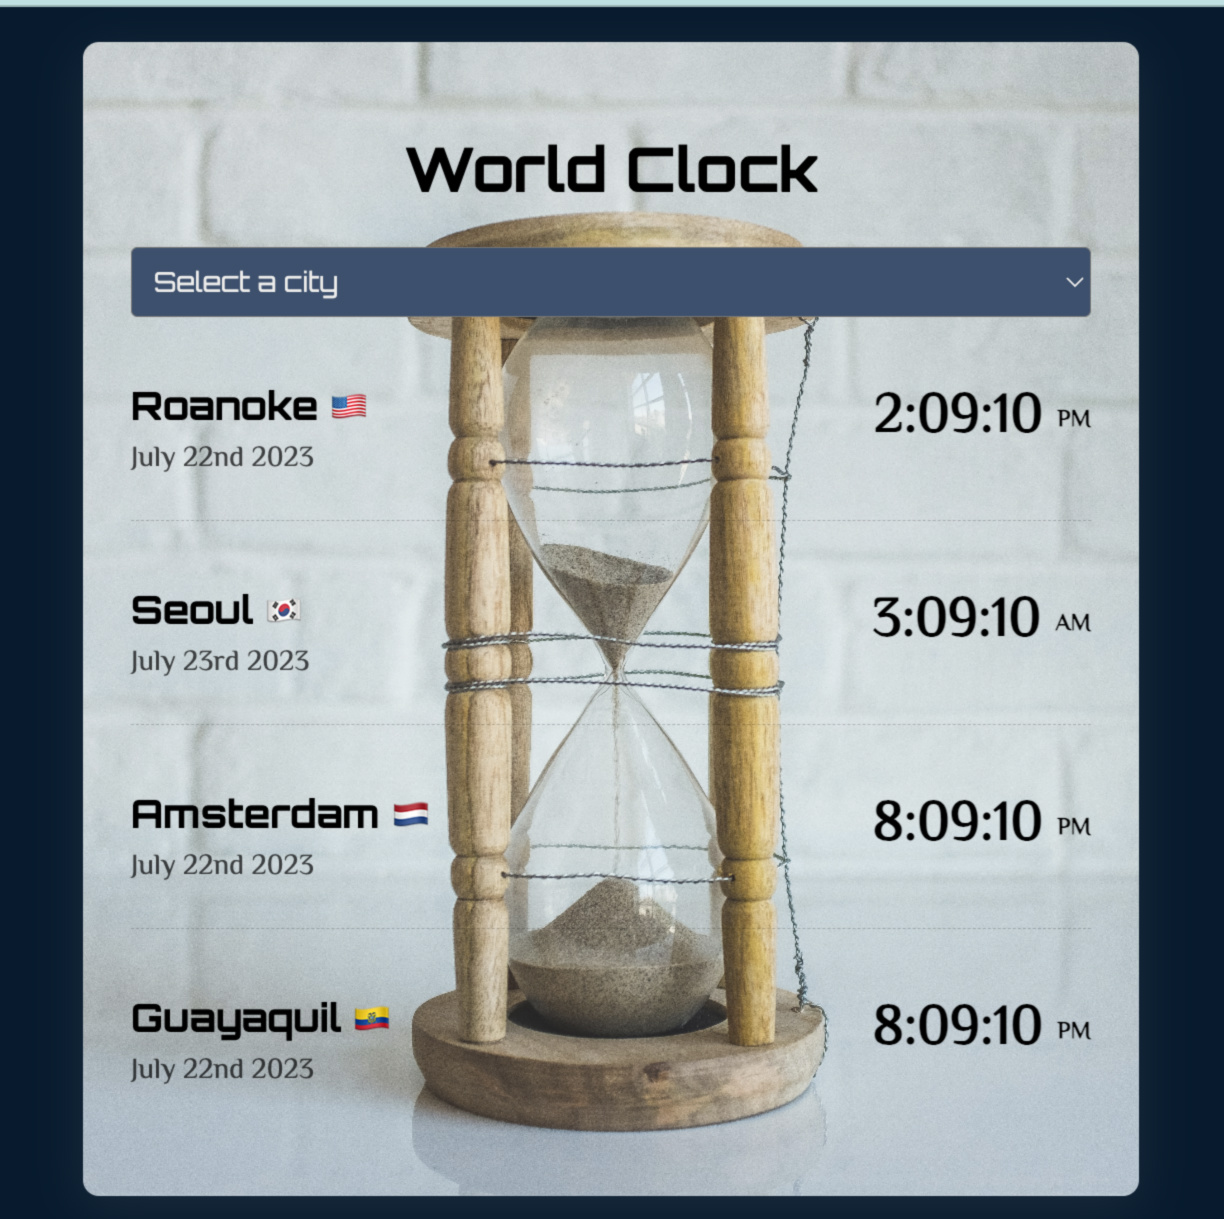 World Clock
Select a city
Roanoke 🇺🇸 2:09:10 PM
July 22nd 2023
Seoul 🇰🇷 3:09:10 AM
July 23rd 2023
Amsterdam 🇳🇱 8:09:10 PM
July 22nd 2023
Guayaquil 🇪🇨 8:09:10 PM
July 22nd 2023